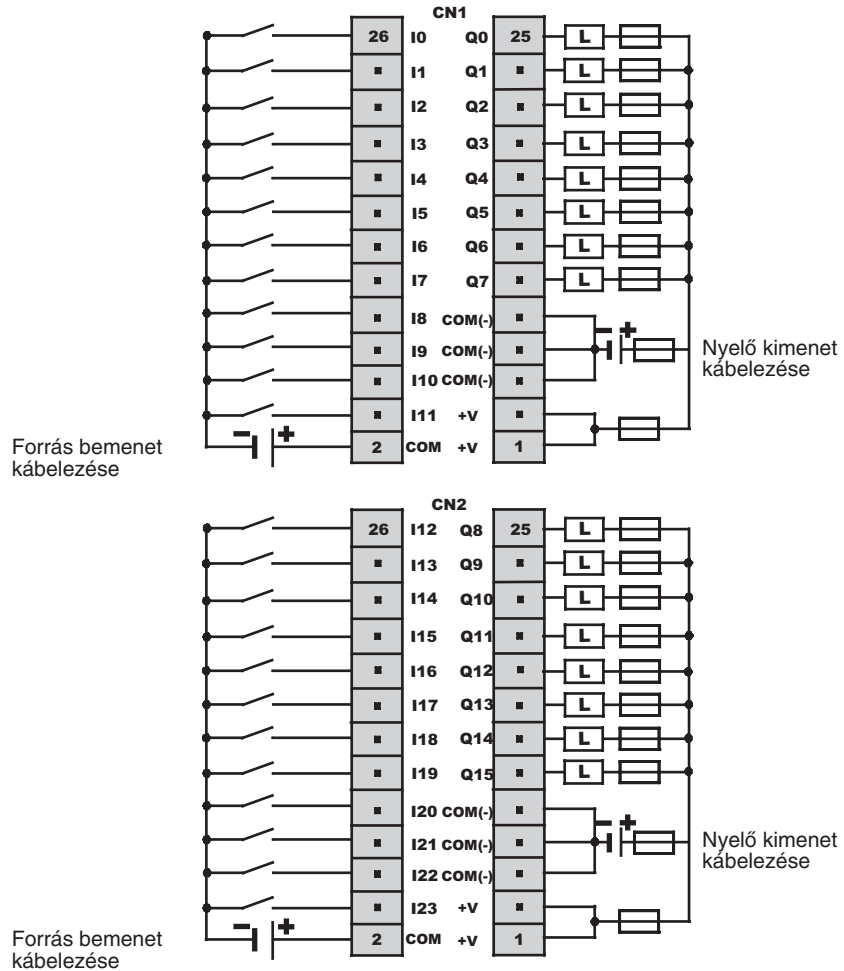 CN1
26 I0 Q0 25 L
I1 Q1 L
I2 Q2 L
I3 Q3 L
I4 Q4 L
I5 Q5 L
I6 Q6 L
I7 Q7 L
I8 COM(-) - +
I9 COM(-)
I10 COM(-)
I11 +V
- + 2 COM +V 1
Nyelő kimenet
kábelezése
Forrás bemenet
kábelezése
CN2
26 I12 Q8 25 L
I13 Q9 L
I14 Q10 L
I15 Q11 L
I16 Q12 L
I17 Q13 L
I18 Q14 L
I19 Q15 L
I20 COM(-) - +
I21 COM(-)
I22 COM(-)
I23 +V
- + 2 COM +V 1
Nyelő kimenet
kábelezése
Forrás bemenet
kábelezése